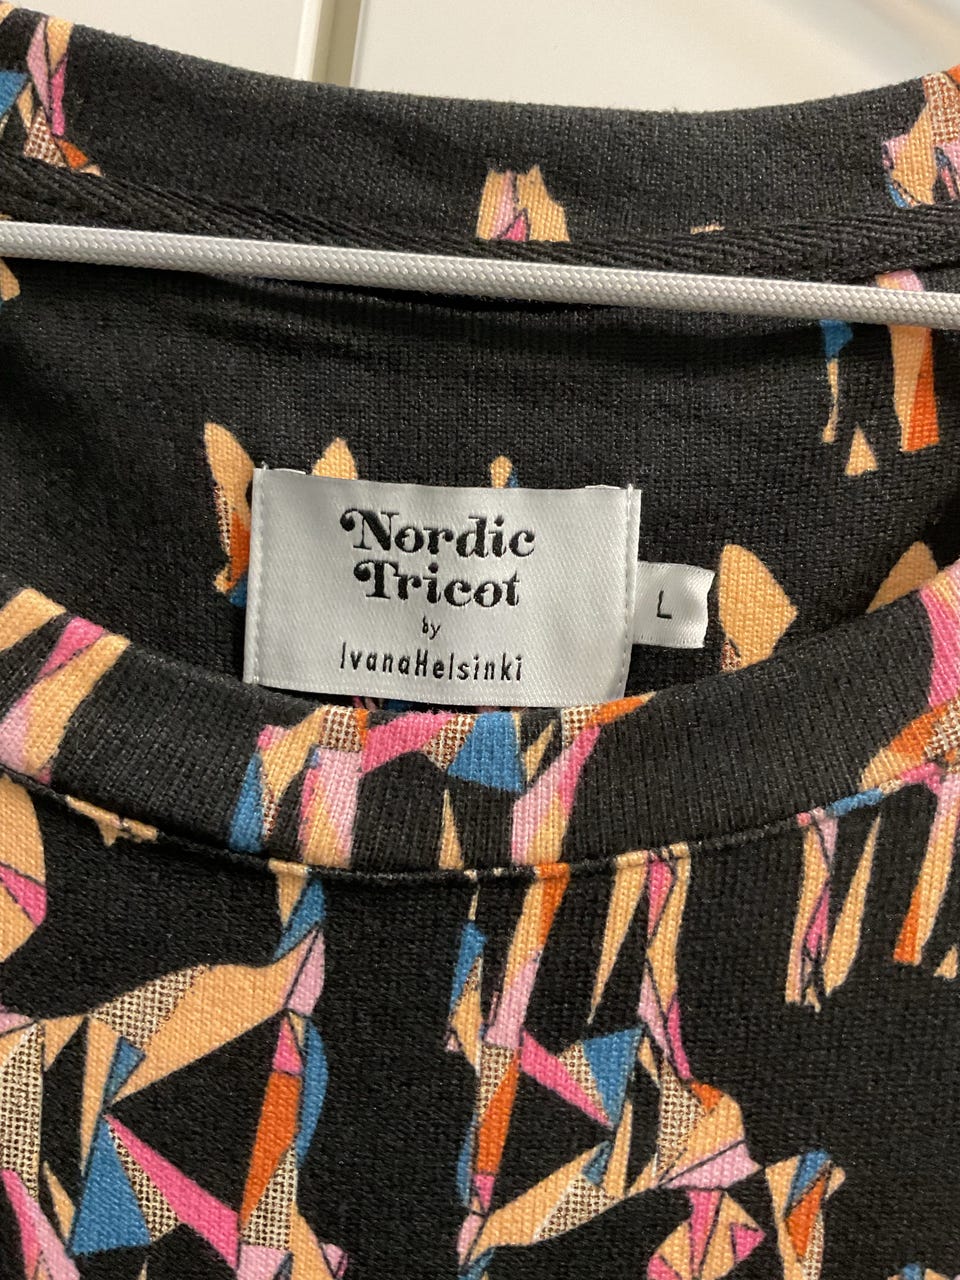 Nordic
Tricot
by
IvanaHelsinki
L